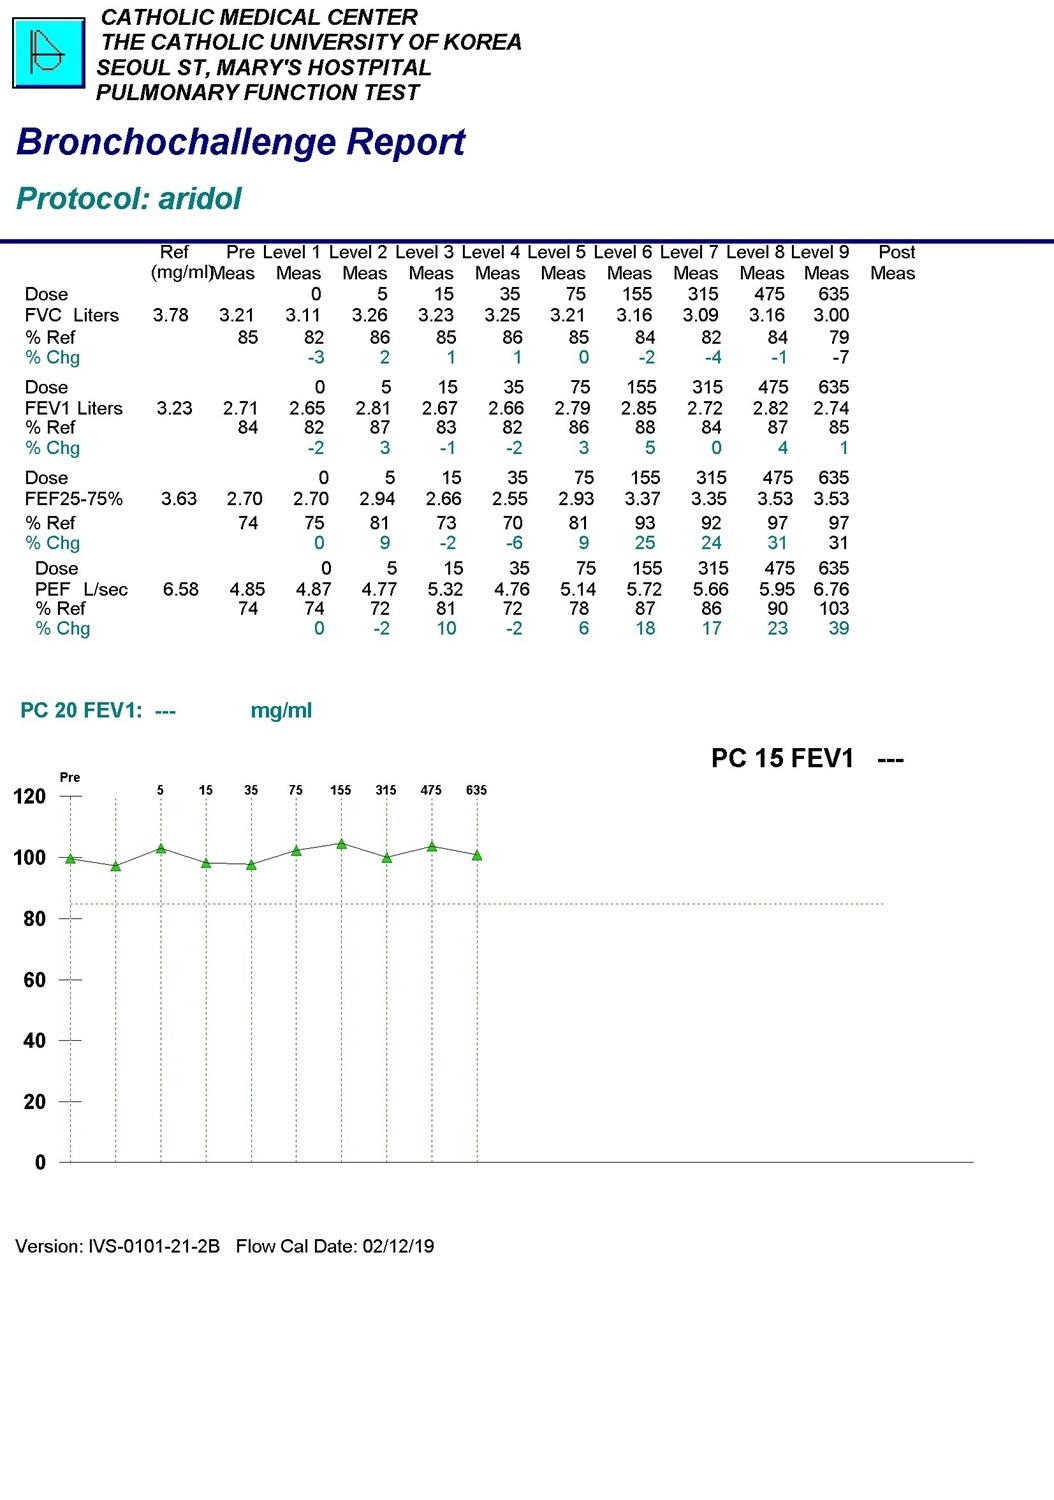 CATHOLIC MEDICAL CENTER
THE CATHOLIC UNIVERSITY OF KOREA
SEOUL ST, MARY'S HOSTPITAL
PULMONARY FUNCTION TEST
Bronchochallenge Report
Protocol: aridol
Ref Pre Level 1 Level 2 Level 3 Level 4 Level 5 Level 6 Level 7 Level 8 Level 9 Post
(mg/ml) Meas Meas Meas Meas Meas Meas Meas Meas Meas Meas Meas
Dose 0 5 15 35 75 155 315 475 635
FVC Liters 3.78 3.21 3.11 3.26 3.23 3.25 3.21 3.16 3.09 3.16 3.00
% Ref 85 82 86 85 86 85 84 82 84 79
% Chg -3 2 1 1 0 -2 -4 -1 -7
Dose 0 5 15 35 75 155 315 475 635
FEV1 Liters 3.23 2.71 2.65 2.81 2.67 2.66 2.79 2.85 2.72 2.82 2.74
% Ref 84 82 87 83 82 86 88 84 87 85
% Chg -2 3 -1 -2 3 5 0 4 1
Dose 0 5 15 35 75 155 315 475 635
FEF25-75% 3.63 2.70 2.70 2.94 2.66 2.55 2.93 3.37 3.35 3.53 3.53
% Ref 74 75 81 73 70 81 93 92 97 97
% Chg 0 9 -2 -6 9 25 24 31 31
Dose 0 5 15 35 75 155 315 475 635
PEF L/sec 6.58 4.85 4.87 4.77 5.32 4.76 5.14 5.72 5.66 5.95 6.76
% Ref 74 74 72 81 72 78 87 86 90 103
% Chg 0 -2 10 -2 6 18 17 23 39
PC 20 FEV1: --- mg/ml
PC 15 FEV1 ---
Pre
5 15 35 75 155 315 475 635
120
100
80
60
40
20
0
Version: IVS-0101-21-2B Flow Cal Date: 02/12/19